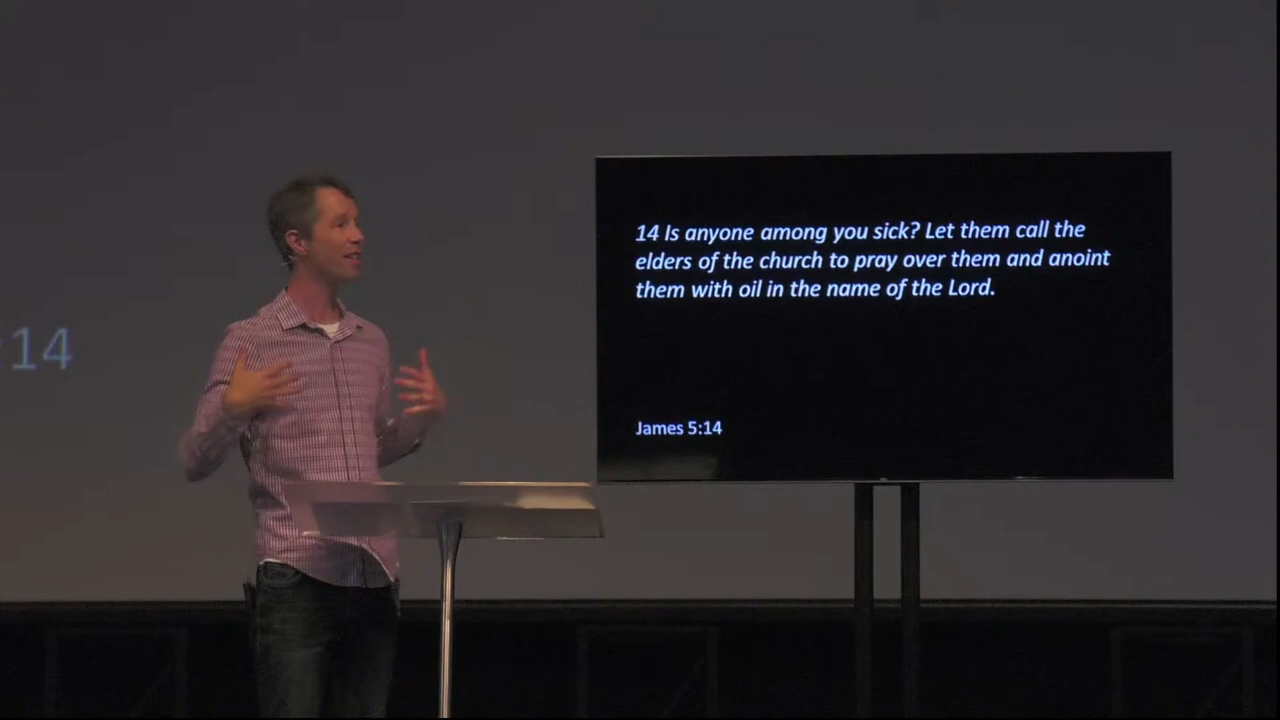 14 Is anyone among you sick? Let them call the
elders of the church to pray over them and anoint
them with oil in the name of the Lord.
James 5:14
:14